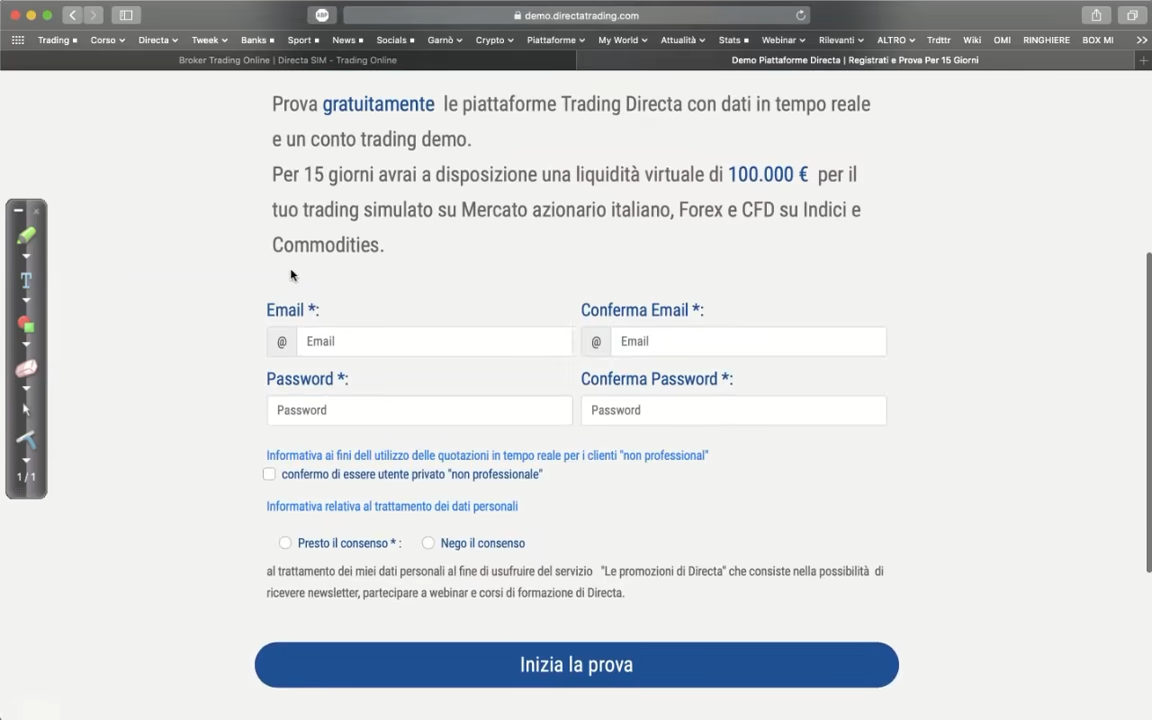 ABP
demo.directatrading.com
Trading Corso Directa Tweek Banks Sport News Socials Garnò Crypto Piattaforme My World Attualità Stats Webinar Rilevanti ALTRO Trdttr Wiki OMI RINGHIERE BOX MI >>
Broker Trading Online | Directa SIM - Trading Online
Demo Piattaforme Directa | Registrati e Prova Per 15 Giorni
Prova gratuitamente le piattaforme Trading Directa con dati in tempo reale
e un conto trading demo.
Per 15 giorni avrai a disposizione una liquidità virtuale di 100.000 € per il
tuo trading simulato su Mercato azionario italiano, Forex e CFD su Indici e
Commodities.
Email *: Conferma Email *:
@ Email @ Email
Password *: Conferma Password *:
Password Password
Informativa ai fini dell utilizzo delle quotazioni in tempo reale per i clienti "non professional"
confermo di essere utente privato "non professionale"
Informativa relativa al trattamento dei dati personali
Presto il consenso * : Nego il consenso
al trattamento dei miei dati personali al fine di usufruire del servizio "Le promozioni di Directa" che consiste nella possibilità di
ricevere newsletter, partecipare a webinar e corsi di formazione di Directa.
Inizia la prova
T
1/1